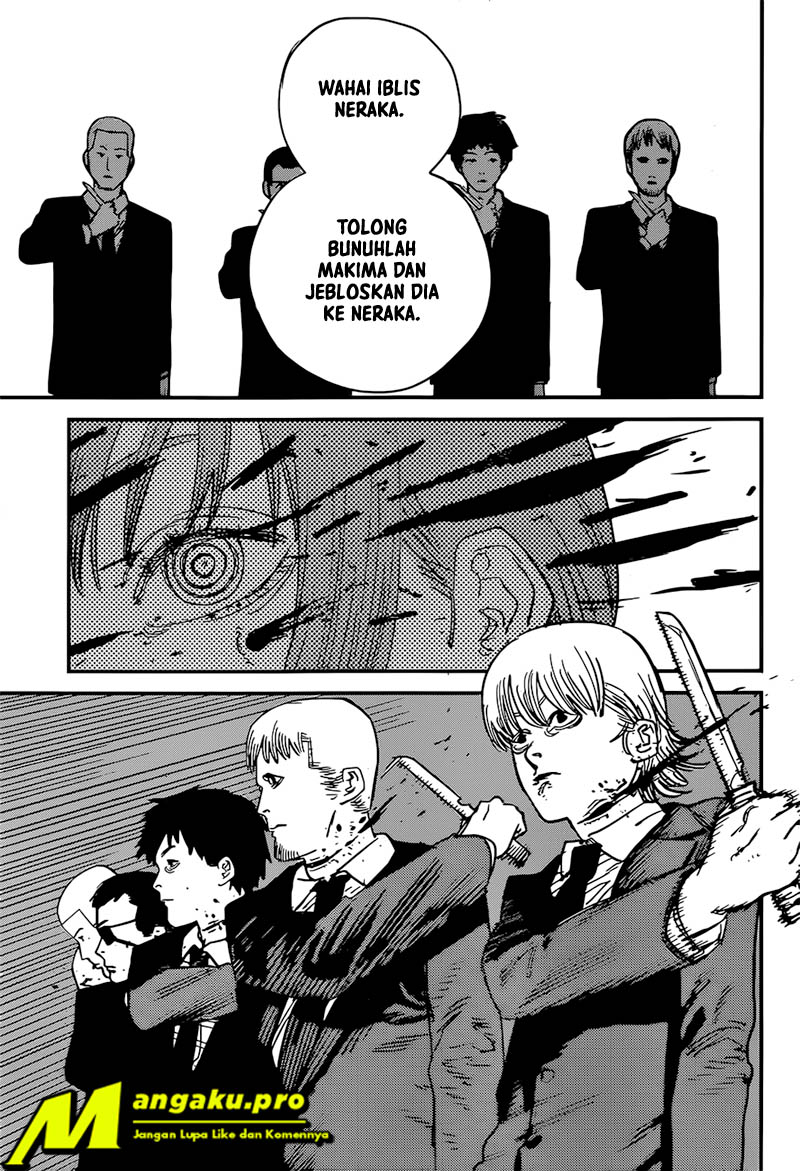 WAHAI IBLIS
NERAKA.
TOLONG
BUNUHLAH
MAKIMA DAN
JEBLOSKAN DIA
KE NERAKA.
Mangaku.pro
Jangan Lupa Like dan Komennya